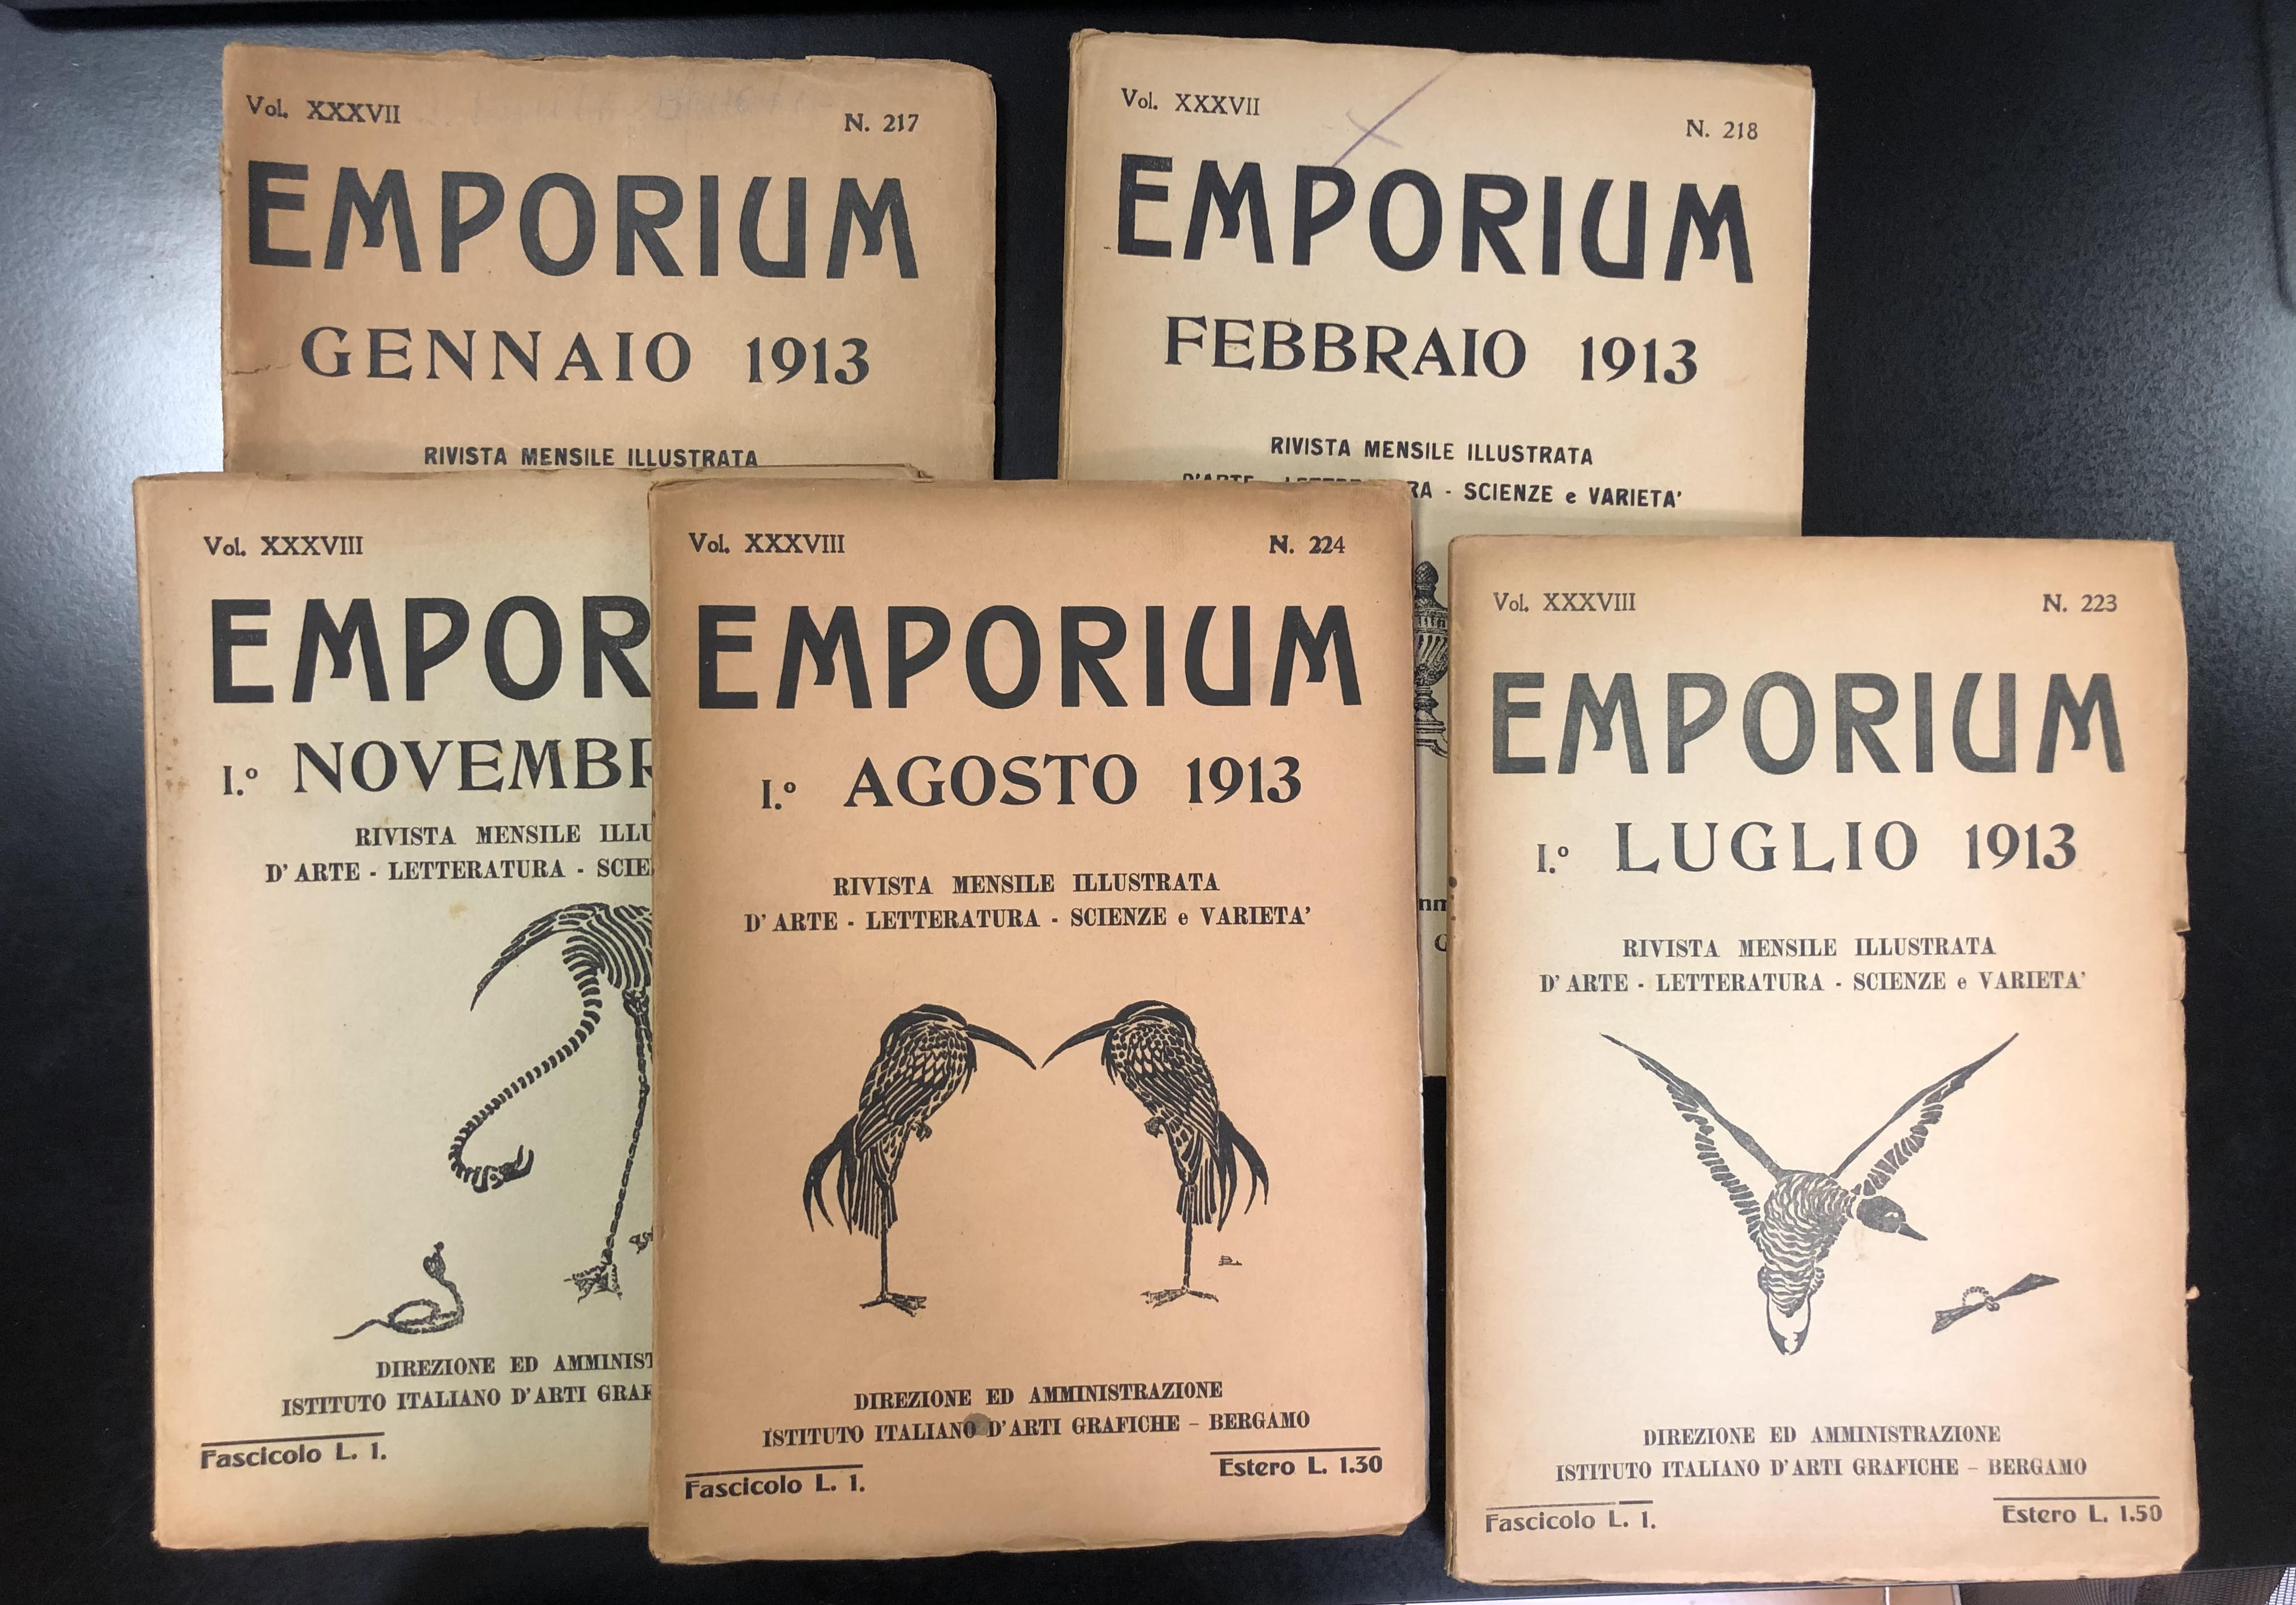 Vol. XXXVII
N. 217
EMPORIUM
GENNAIO 1913
RIVISTA MENSILE ILLUSTRATA
Vol. XXXVII
N. 218
EMPORIUM
FEBBRAIO 1913
RIVISTA MENSILE ILLUSTRATA
- SCIENZE e VARIETA'
Vol. XXXVIII
EMPOR
I.º NOVEMBR
RIVISTA MENSILE ILLU
D' ARTE - LETTERATURA - SCIE
DIREZIONE ED AMMINIST
ISTITUTO ITALIANO D'ARTI GRAF
Fascicolo L. 1.
Vol. XXXVIII
N. 224
EMPORIUM
I.º AGOSTO 1913
RIVISTA MENSILE ILLUSTRATA
D' ARTE - LETTERATURA - SCIENZE e VARIETA'
DIREZIONE ED AMMINISTRAZIONE
ISTITUTO ITALIANO D'ARTI GRAFICHE - BERGAMO
Fascicolo L. 1.
Estero L. 1.30
Vol. XXXVIII
N. 223
EMPORIUM
I.º LUGLIO 1913
RIVISTA MENSILE ILLUSTRATA
D' ARTE - LETTERATURA - SCIENZE e VARIETA'
DIREZIONE ED AMMINISTRAZIONE
ISTITUTO ITALIANO D'ARTI GRAFICHE - BERGAMO
Fascicolo L. 1.
Estero L. 1.50